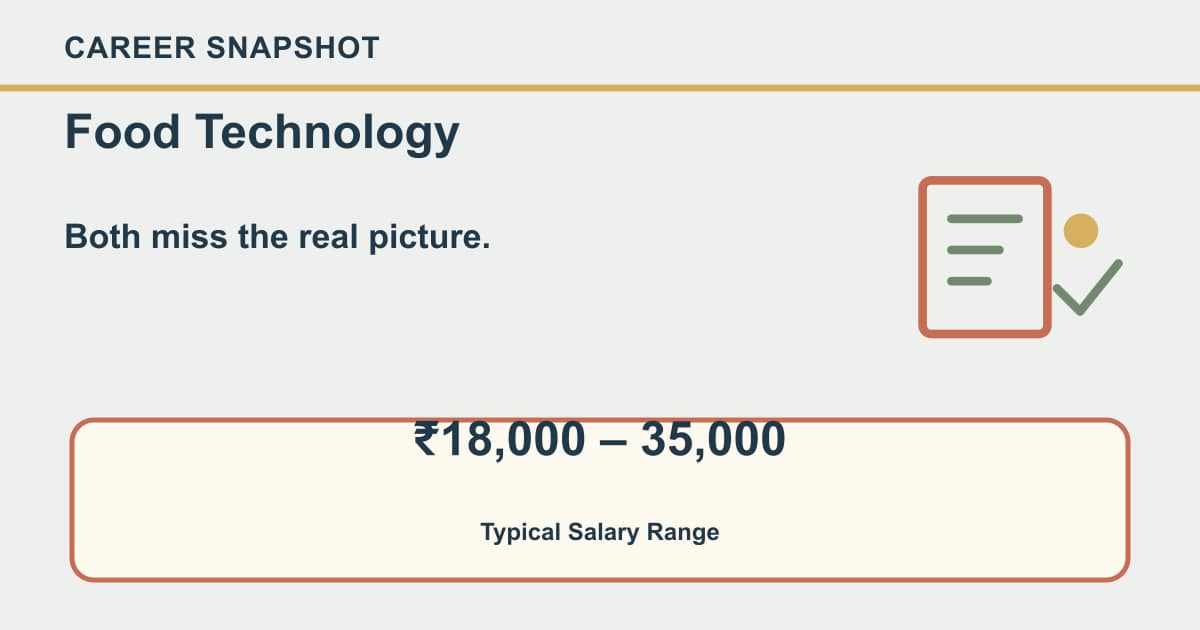 CAREER SNAPSHOT
Food Technology
Both miss the real picture.
₹18,000 – 35,000
Typical Salary Range